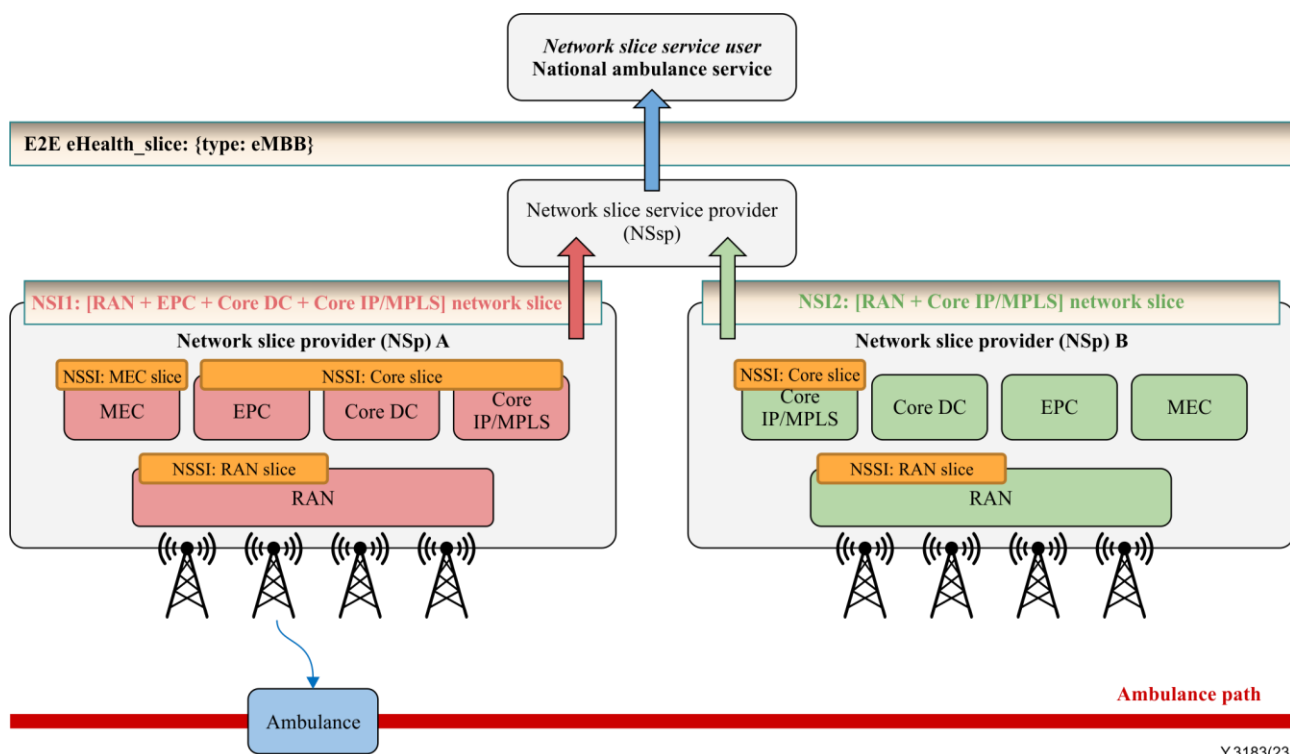 Network slice service user
National ambulance service
E2E eHealth_slice: {type: eMBB}
Network slice service provider
(NSsp)
NSI1: [RAN + EPC + Core DC + Core IP/MPLS] network slice
Network slice provider (NSp) A
NSSI: MEC slice
NSSI: Core slice
MEC
EPC
Core DC
Core
IP/MPLS
NSSI: RAN slice
RAN
NSI2: [RAN + Core IP/MPLS] network slice
Network slice provider (NSp) B
NSSI: Core slice
Core
IP/MPLS
Core DC
EPC
MEC
NSSI: RAN slice
RAN
Ambulance path
Ambulance
Y.3183(23